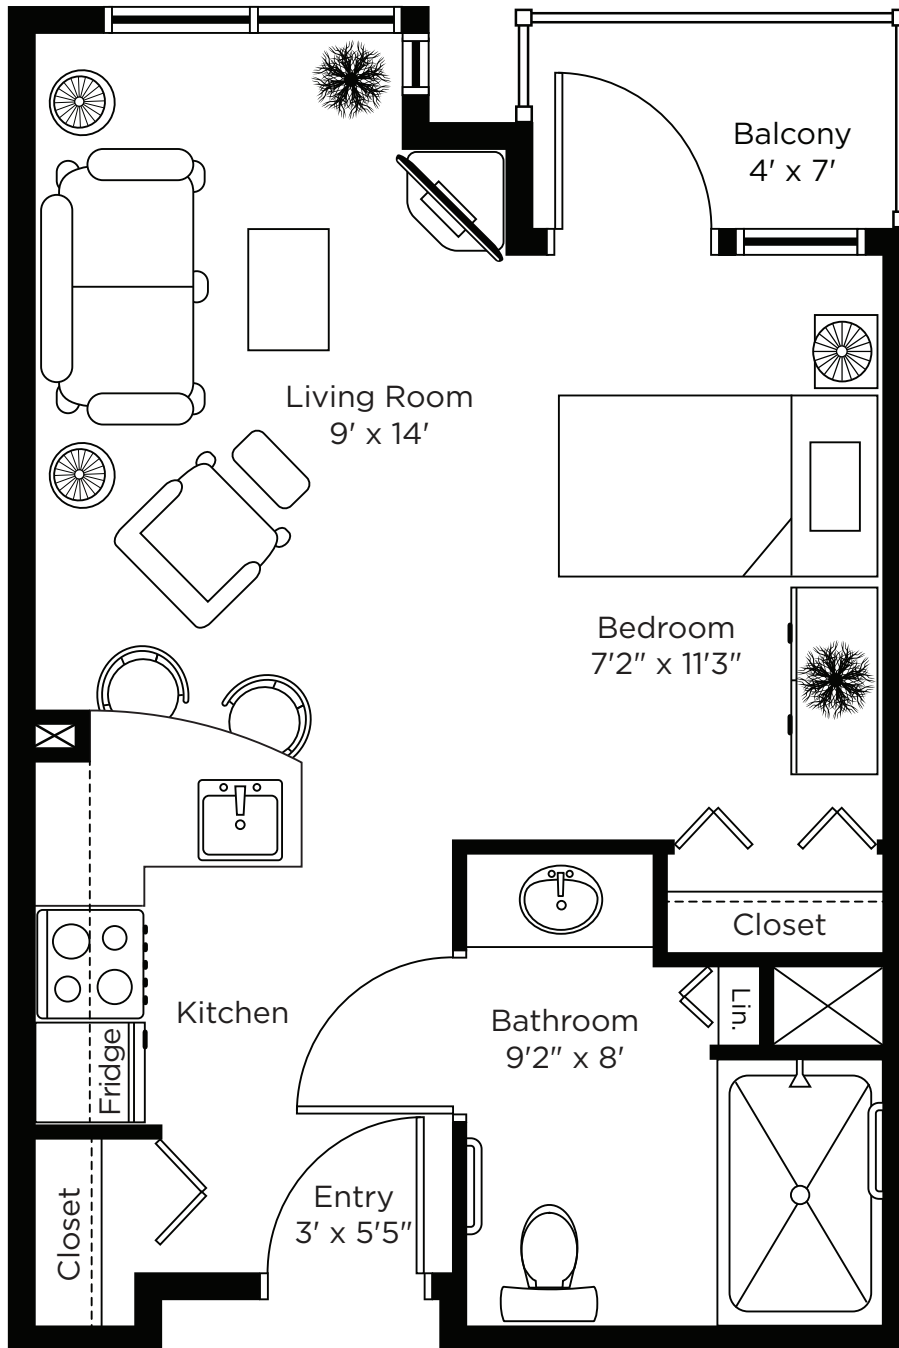 Balcony
4' x 7'
Living Room
9' x 14'
Bedroom
7'2" x 11'3"
Closet
Kitchen
Lin.
Bathroom
9'2" x 8'
Fridge
Closet
Entry
3' x 5'5"